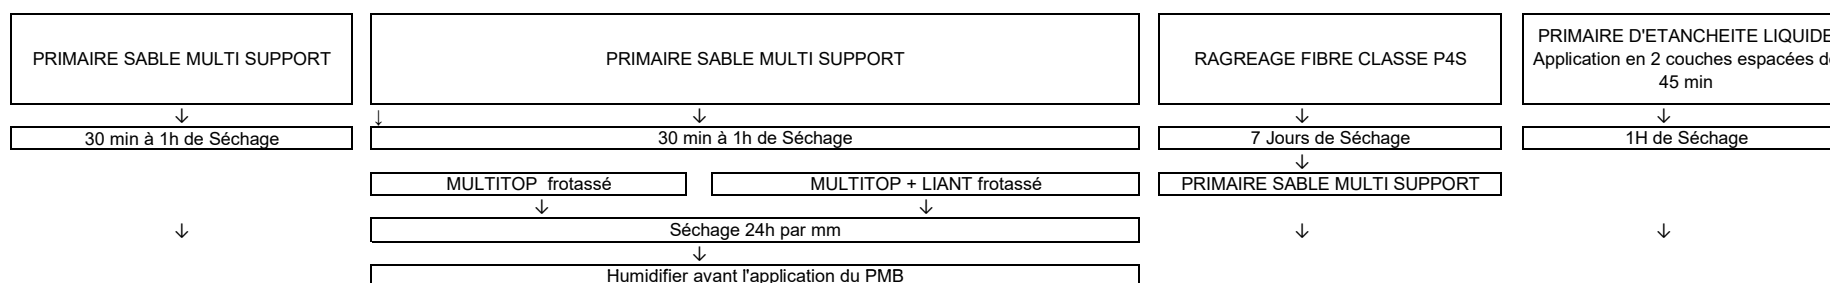 PRIMAIRE SABLE MULTI SUPPORT
PRIMAIRE SABLE MULTI SUPPORT
RAGREAGE FIBRE CLASSE P4S
PRIMAIRE D'ETANCHEITE LIQUIDE
Application en 2 couches espacées de
45 min
↓
↓
↓
↓
↓
30 min à 1h de Séchage
30 min à 1h de Séchage
7 Jours de Séchage
1H de Séchage
↓
MULTITOP frotassé
MULTITOP + LIANT frotassé
PRIMAIRE SABLE MULTI SUPPORT
↓
↓
↓
Séchage 24h par mm
↓
↓
↓
Humidifier avant l'application du PMB